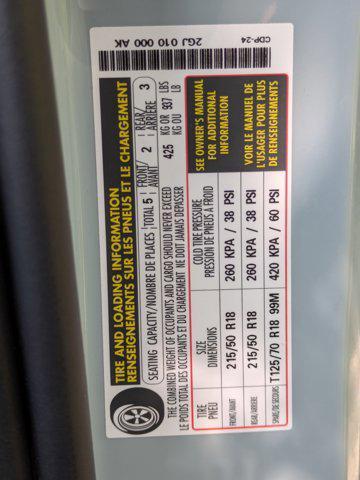 2GJ 010 000 AK
CDP-24
TIRE AND LOADING INFORMATION
RENSEIGNEMENTS SUR LES PNEUS ET LE CHARGEMENT
SEATING CAPACITY/NOMBRE DE PLACES TOTAL 5 FRONT/AVANT 2 REAR/ARRIÈRE 3
THE COMBINED WEIGHT OF OCCUPANTS AND CARGO SHOULD NEVER EXCEED 425 KG OR 937 LBS
LE POIDS TOTAL DES OCCUPANTS ET DU CHARGEMENT NE DOIT JAMAIS DÉPASSER KG OU LB
TIRE PNEU SIZE DIMENSIONS COLD TIRE PRESSURE
PRESSION DE PNEUS À FROID
FRONT/AVANT 215/50 R18 260 KPA / 38 PSI
REAR/ARRIÈRE 215/50 R18 260 KPA / 38 PSI
SPARE/DE SECOURS T125/70 R18 99M 420 KPA / 60 PSI
SEE OWNER'S MANUAL
FOR ADDITIONAL
INFORMATION
VOIR LE MANUEL DE
L'USAGER POUR PLUS
DE RENSEIGNEMENTS